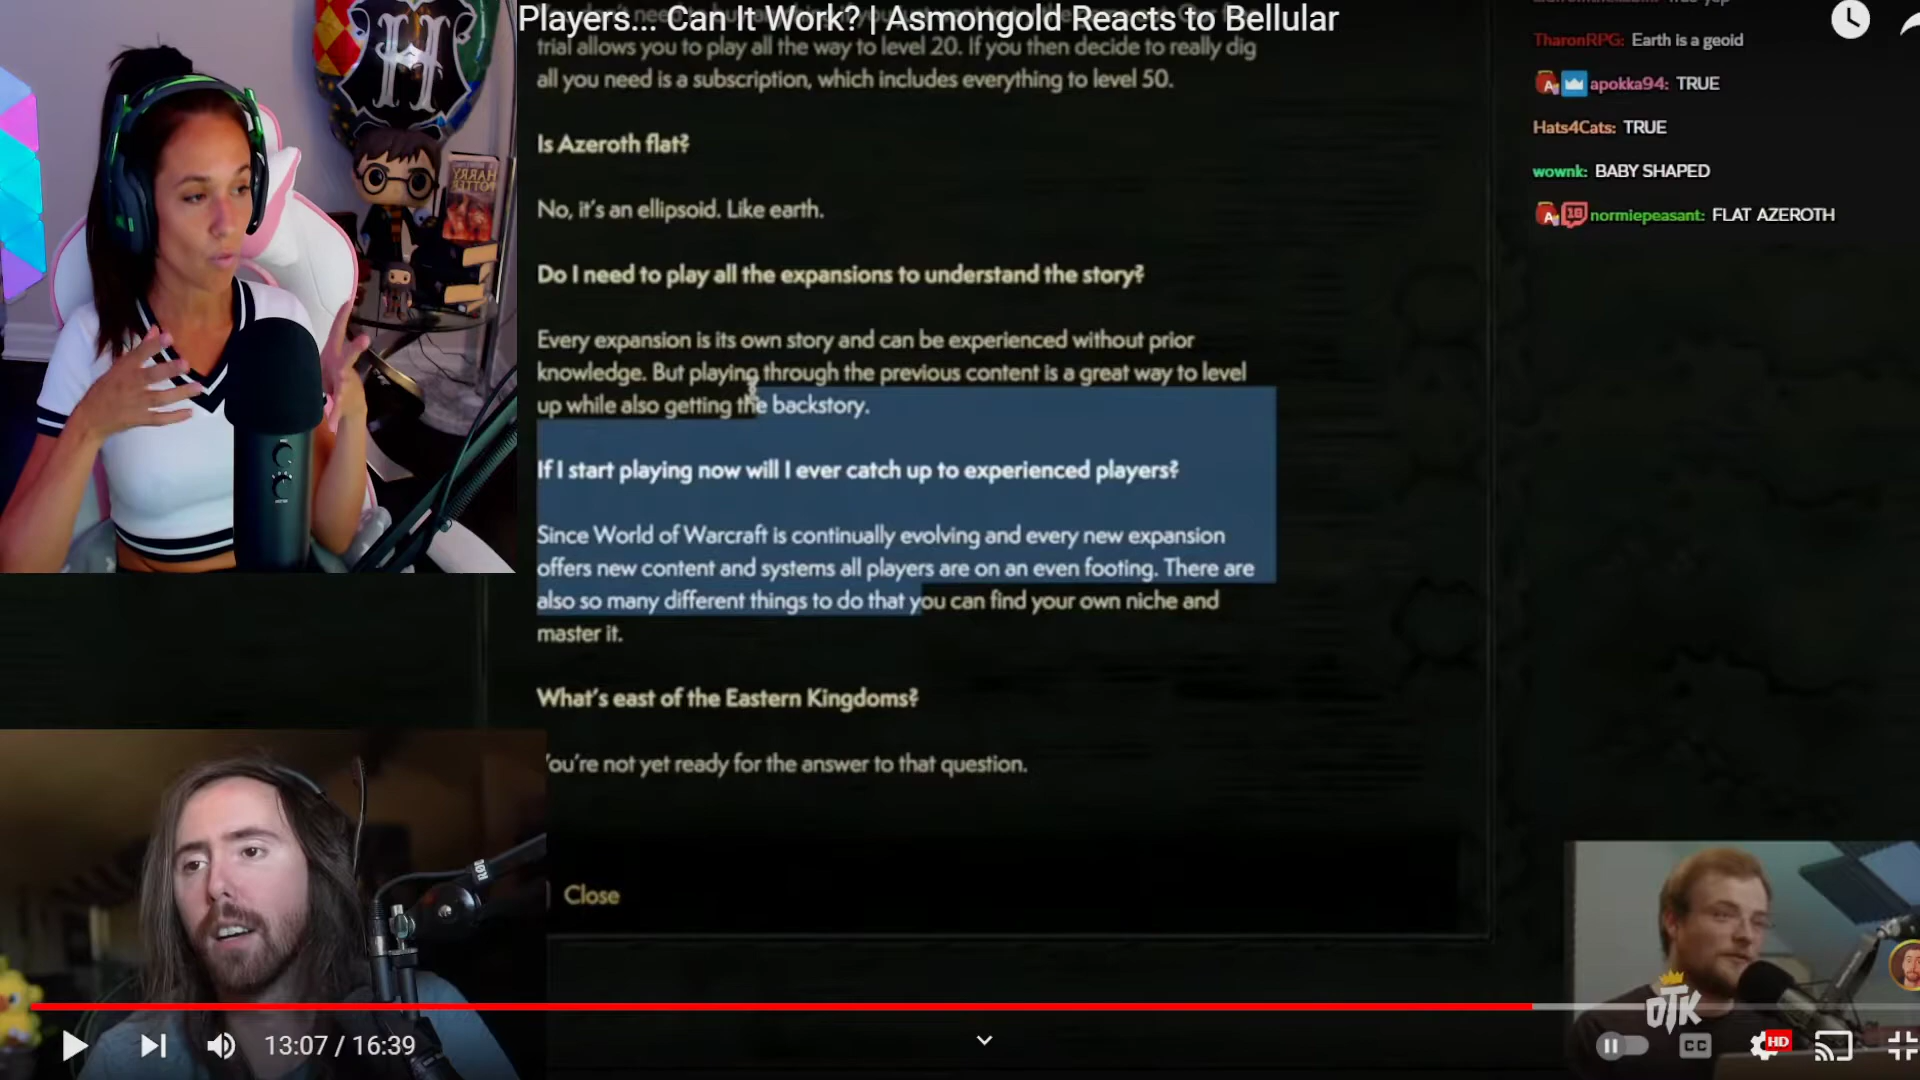 Players... Can It Work? | Asmongold Reacts to Bellular
trial allows you to play all the way to level 20. If you then decide to really dig
all you need is a subscription, which includes everything to level 50.
Is Azeroth flat?
No, it's an ellipsoid. Like earth.
Do I need to play all the expansions to understand the story?
Every expansion is its own story and can be experienced without prior
knowledge. But playing through the previous content is a great way to level
up while also getting the backstory.
If I start playing now will I ever catch up to experienced players?
Since World of Warcraft is continually evolving and every new expansion
offers new content and systems all players are on an even footing. There are
also so many different things to do that you can find your own niche and
master it.
What's east of the Eastern Kingdoms?
You're not yet ready for the answer to that question.
Close
TharonRPG: Earth is a geoid
apokka94: TRUE
Hats4Cats: TRUE
wownk: BABY SHAPED
normiepeasant: FLAT AZEROTH
H
HARRY
POTTER
OTK
13:07 / 16:39
CC
HD